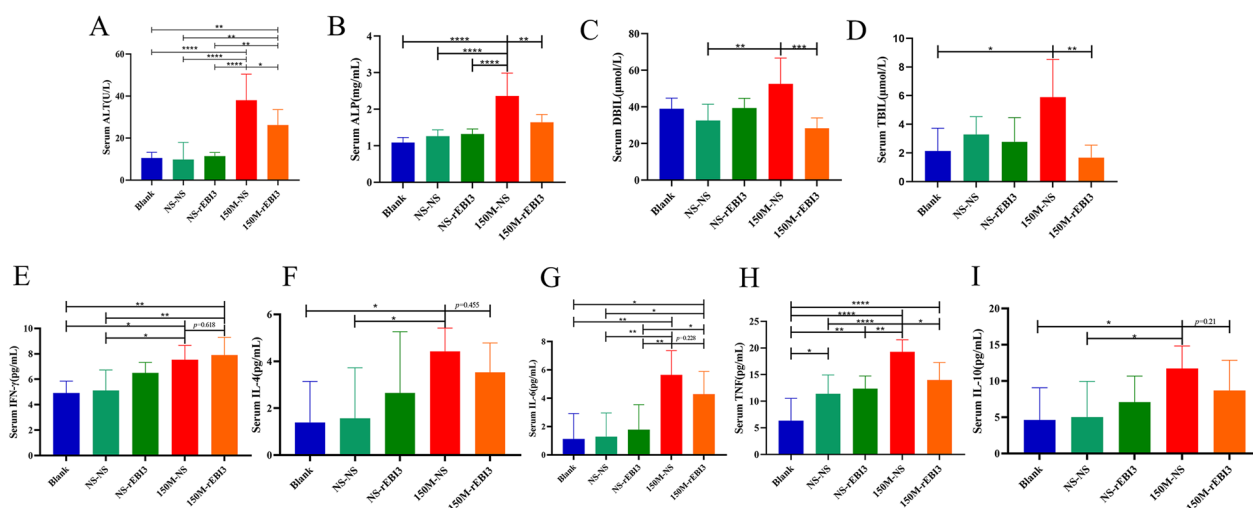 A
Serum ALT(U/L)
**
**
**
****
****
**** *
60
40
20
0
Blank
NS-NS
NS-rEBI3
150M-NS
150M-rEBI3
B
Serum ALP(mg/mL)
**** **
****
****
4
3
2
1
0
Blank
NS-NS
NS-rEBI3
150M-NS
150M-rEBI3
C
Serum DBIL(μmol/L)
** ***
80
60
40
20
0
Blank
NS-NS
NS-rEBI3
150M-NS
150M-rEBI3
D
Serum TBIL(μmol/L)
* **
10
8
6
4
2
0
Blank
NS-NS
NS-rEBI3
150M-NS
150M-rEBI3
E
Serum IFN-γ(pg/mL)
**
**
* p=0.618
*
10
8
6
4
2
0
Blank
NS-NS
NS-rEBI3
150M-NS
150M-rEBI3
F
Serum IL-4(pg/mL)
* p=0.455
*
6
4
2
0
Blank
NS-NS
NS-rEBI3
150M-NS
150M-rEBI3
G
Serum IL-6(pg/mL)
*
*
**
** *
** p=0.228
8
6
4
2
0
Blank
NS-NS
NS-rEBI3
150M-NS
150M-rEBI3
H
Serum TNF(pg/mL)
****
****
**** *
** **
*
25
20
15
10
5
0
Blank
NS-NS
NS-rEBI3
150M-NS
150M-rEBI3
I
Serum IL-10(pg/mL)
* p=0.21
*
20
15
10
5
0
Blank
NS-NS
NS-rEBI3
150M-NS
150M-rEBI3